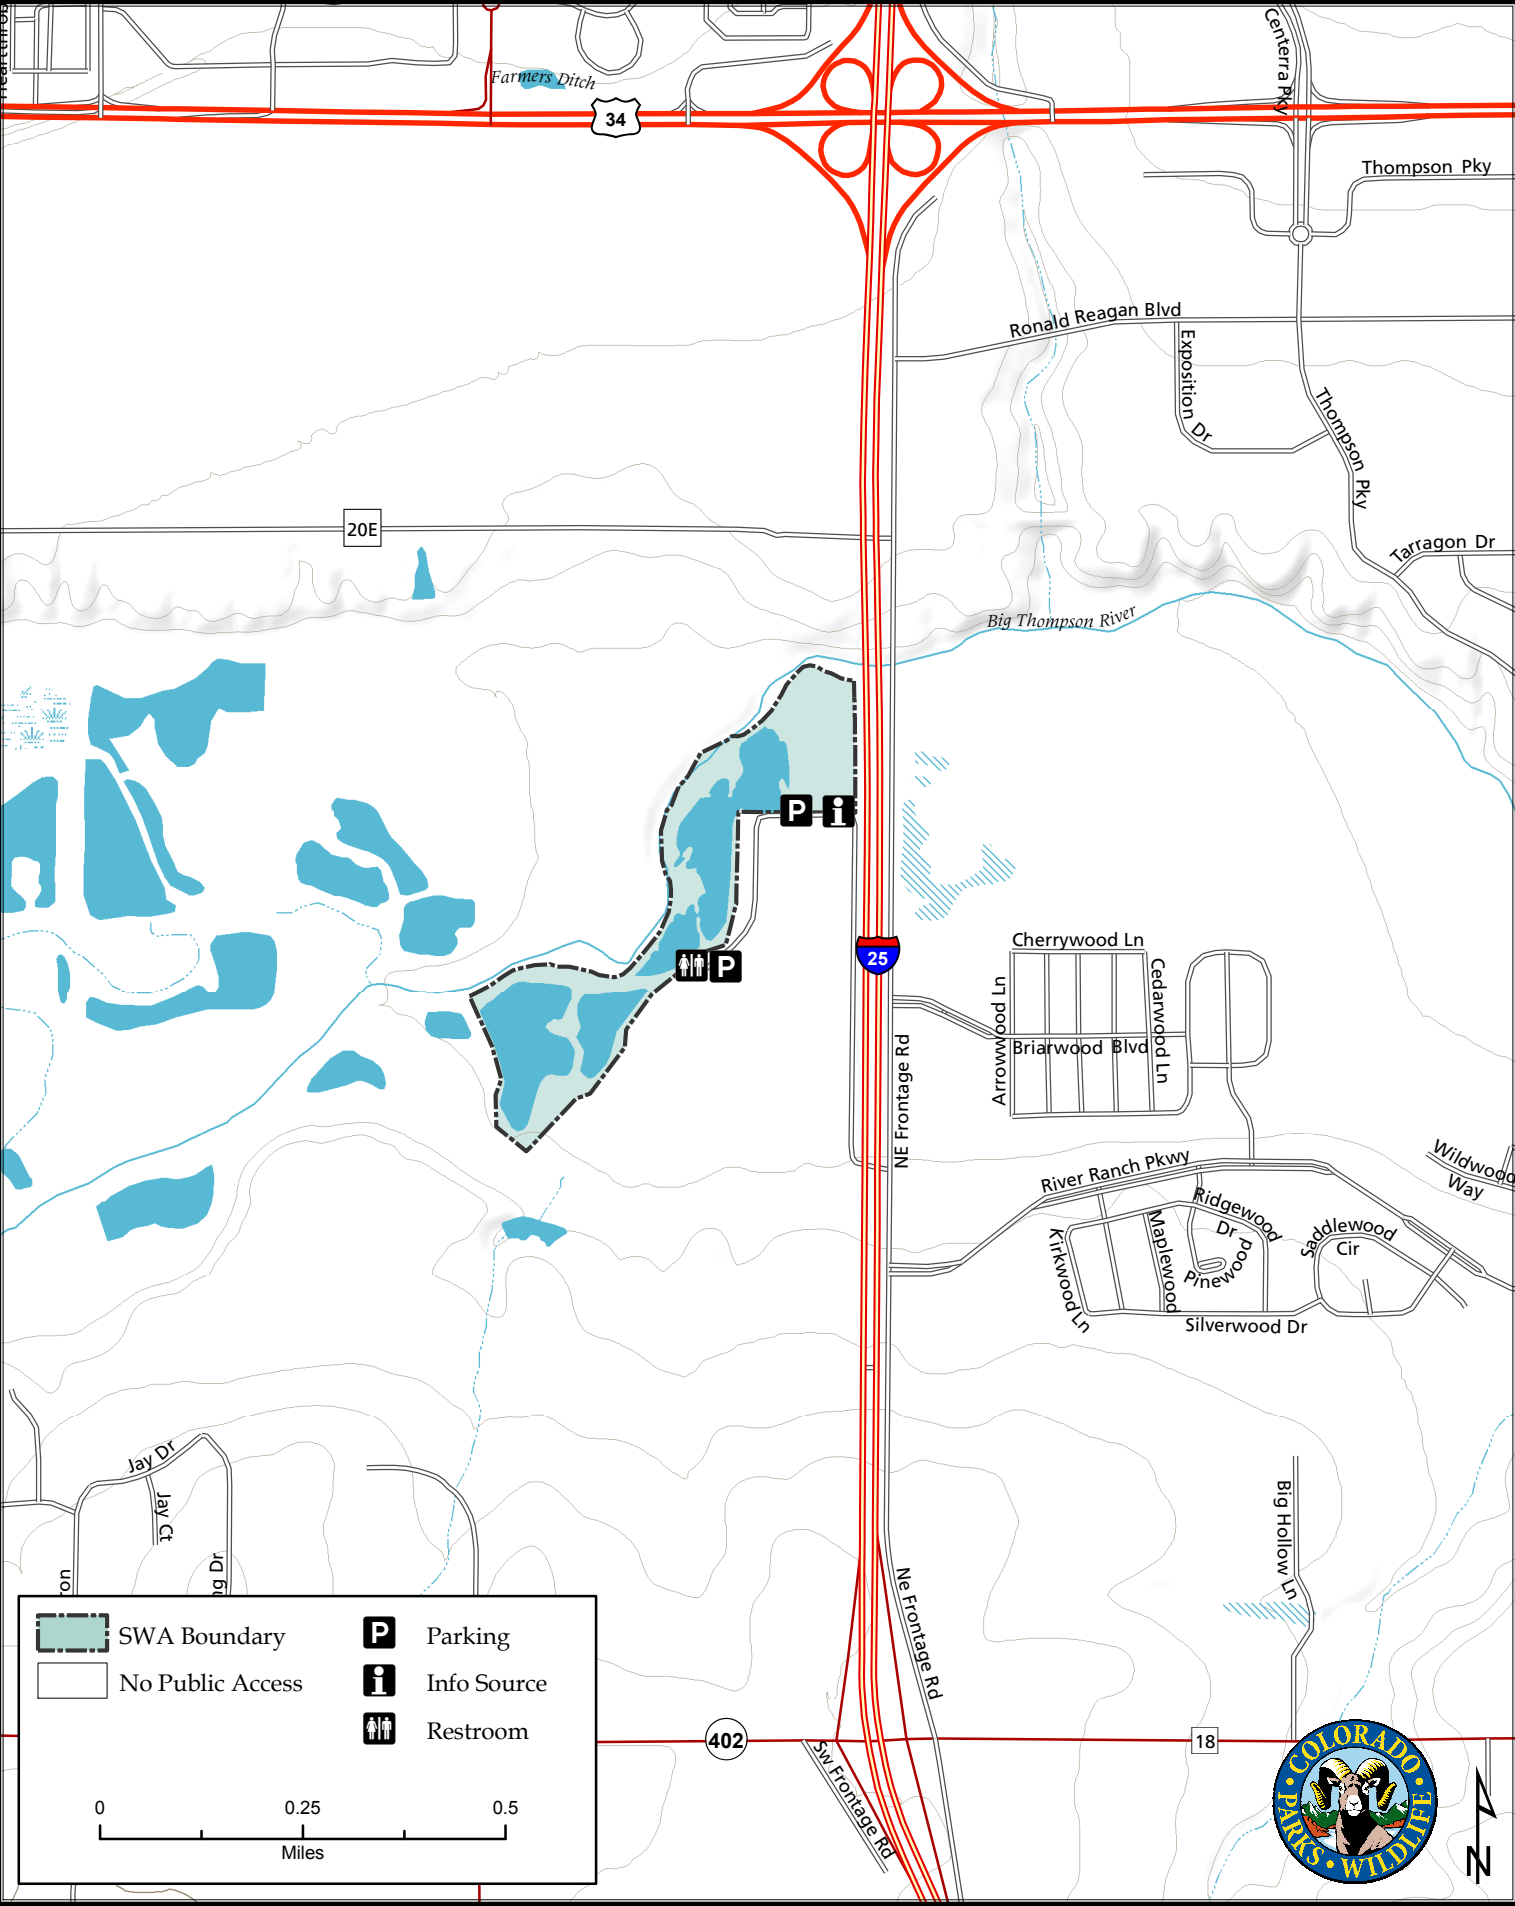 Farmers Ditch
34
Centerra Pky
Thompson Pky
Ronald Reagan Blvd
Exposition Dr
Thompson Pky
20E
Tarragon Dr
Big Thompson River
P
i
P
25
Cherrywood Ln
Cedarwood Ln
Arrowwood Ln
Briarwood Blvd
NE Frontage Rd
River Ranch Pkwy
Wildwood
Way
Ridgewood
Dr
Saddlewood
Cir
Kirkwood Ln
Maplewood
Pinewood
Silverwood Dr
Jay Dr
Jay Ct
ron
ng Dr
Big Hollow Ln
Ne Frontage Rd
SWA Boundary
P
Parking
No Public Access
i
Info Source
Restroom
402
18
Sw Frontage Rd
0
0.25
0.5
Miles
COLORADO
PARKS • WILDLIFE
N